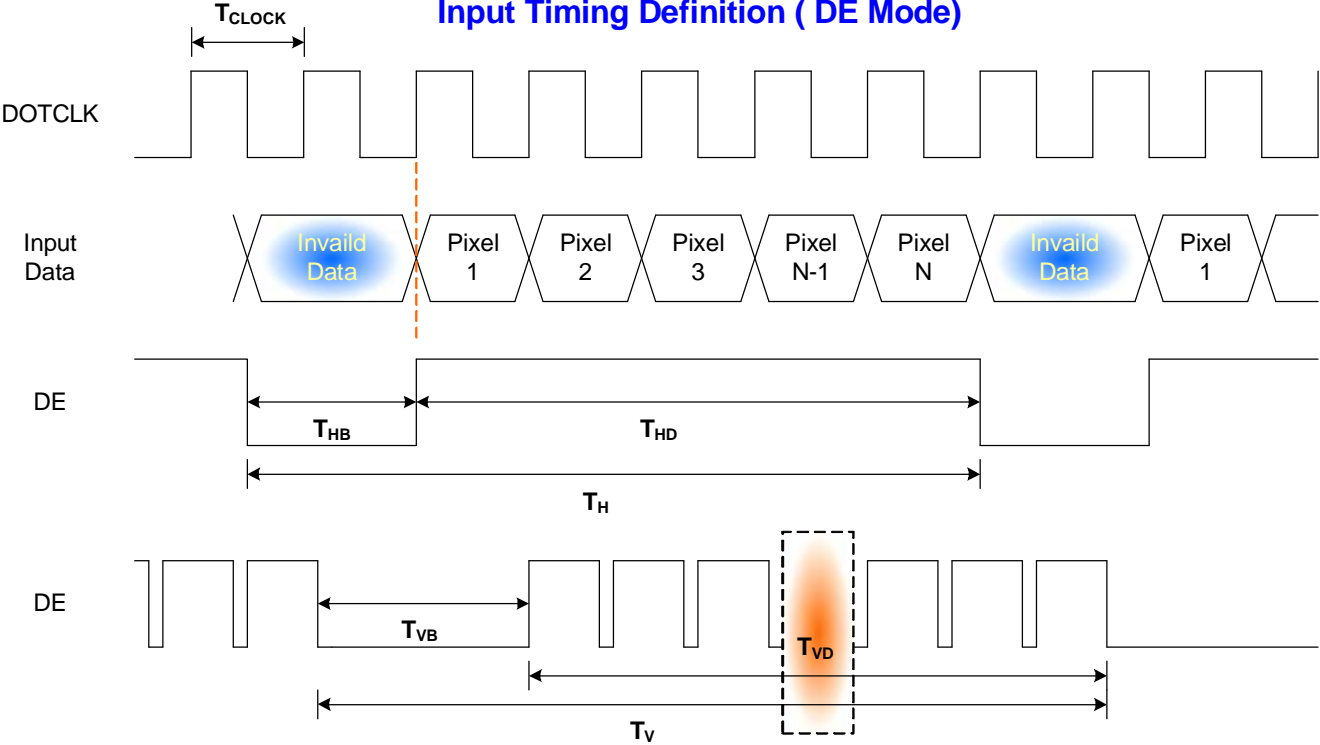 Input Timing Definition ( DE Mode)
TCLOCK
DOTCLK
Input
Data
Invaild
Data
Pixel
1
Pixel
2
Pixel
3
Pixel
N-1
Pixel
N
Invaild
Data
Pixel
1
DE
THB
THD
TH
DE
TVB
TVD
TV